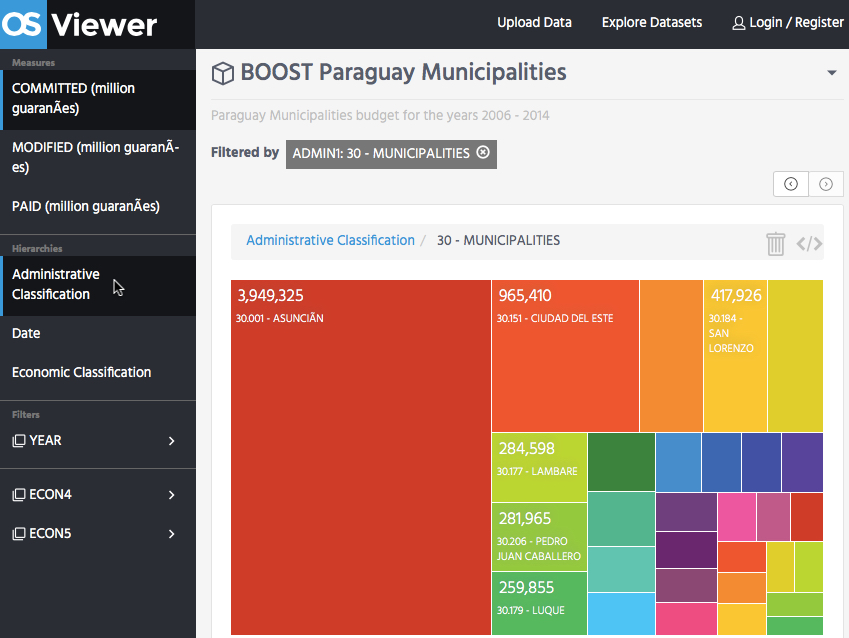 OS Viewer
Upload Data
Explore Datasets
Login / Register
Measures
COMMITTED (million
guaranÃes)
MODIFIED (million guaranÃ-
es)
PAID (million guaranÃes)
Hierarchies
Administrative
Classification
Date
Economic Classification
Filters
YEAR
ECON4
ECON5
BOOST Paraguay Municipalities
Paraguay Municipalities budget for the years 2006 - 2014
Filtered by
ADMIN1: 30 - MUNICIPALITIES
Administrative Classification / 30 - MUNICIPALITIES
3,949,325
30.001 - ASUNCIÃN
965,410
30.151 - CIUDAD DEL ESTE
417,926
30.184 -
SAN
LORENZO
284,598
30.177 - LAMBARE
281,965
30.206 - PEDRO
JUAN CABALLERO
259,855
30.179 - LUQUE